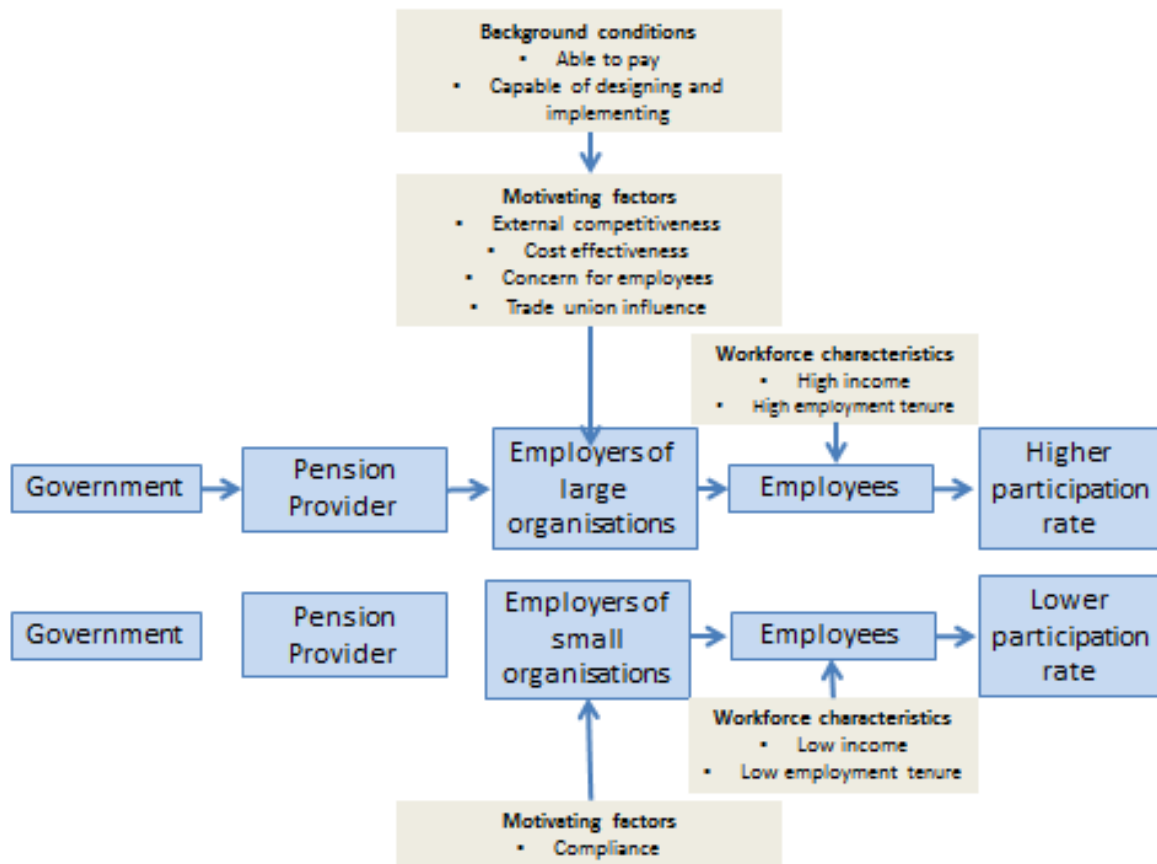 Background conditions
▪ Able to pay
▪ Capable of designing and
implementing
Motivating factors
▪ External competitiveness
▪ Cost effectiveness
▪ Concern for employees
▪ Trade union influence
Workforce characteristics
▪ High income
▪ High employment tenure
Government
Pension
Provider
Employers of
large
organisations
Employees
Higher
participation
rate
Government
Pension
Provider
Employers of
small
organisations
Employees
Lower
participation
rate
Workforce characteristics
▪ Low income
▪ Low employment tenure
Motivating factors
▪ Compliance